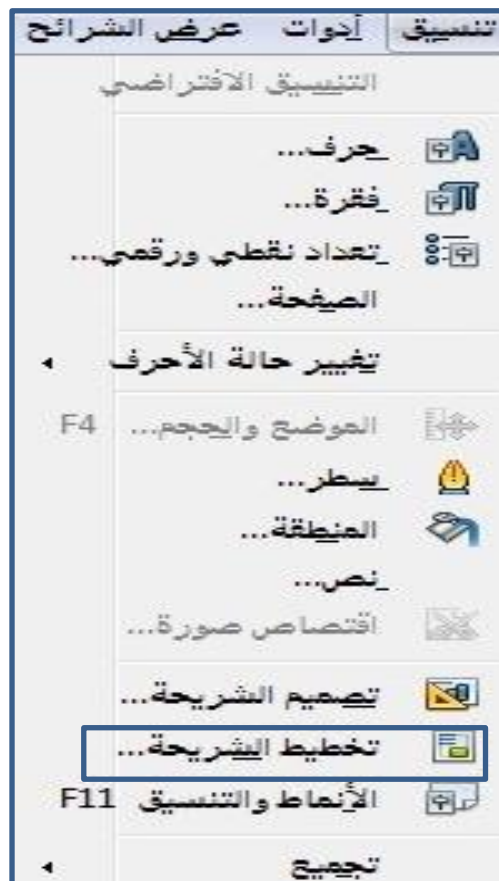 تنسيق أدوات عرض الشرائح
التنسيق الافتراضي
حرف...
فقرة...
تعداد نقطي ورقمي...
الصفحة...
تغيير حالة الأحرف
الموضع والحجم... F4
سطر...
المنطقة...
نص...
اقتصاص صورة...
تصميم الشريحة...
تخطيط الشريحة...
الأنماط والتنسيق F11
تجميع